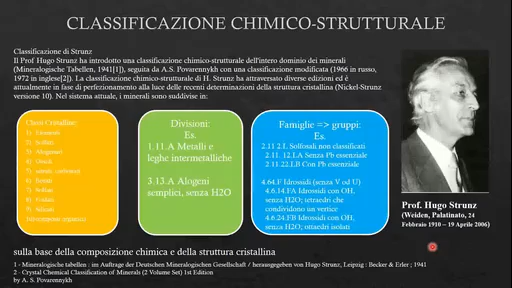 CLASSIFICAZIONE CHIMICO-STRUTTURALE
Classificazione di Strunz
Il Prof Hugo Strunz ha introdotto una classificazione chimico-strutturale dell'intero dominio dei minerali
(Mineralogische Tabellen, 1941[1]), seguita da A.S. Povarennykh con una classificazione modificata (1966 in russo,
1972 in inglese[2]). La classificazione chimico-strutturale di H. Strunz ha attraversato diverse edizioni ed è
attualmente in fase di perfezionamento alla luce delle recenti determinazioni della struttura cristallina (Nickel-Strunz
versione 10). Nel sistema attuale, i minerali sono suddivise in:
Classi Cristalline:
1) Elementi
2) Solfuri
3) Alogenuri
4) Ossidi
6) Borati
7) Solfati
8) Fosfati
9) Silicati
10)composti organici
Divisioni:
Es.
1.11.A Metalli e
leghe intermetalliche
3.13.A Alogeni
semplici, senza H2O
Famiglie => gruppi:
Es.
2.11 2.L Solfosali non classificati
2.11. 12.LA Senza Pb essenziale
2.11.22.LB Con Pb essenziale
4.64.F Idrossidi (senza V od U)
4.6.14.FA Idrossidi con OH,
senza H2O; tetraedri che
condividono un vertice
4.6.24.FB Idrossidi con OH,
senza H2O; ottaedri isolati
Prof. Hugo Strunz
(Weiden, Palatinato, 24
Febbraio 1910 – 19 Aprile 2006)
sulla base della composizione chimica e della struttura cristallina
1 - Mineralogische tabellen : im Auftrage der Deutschen Mineralogischen Gesellschaft / herausgegeben von Hugo Strunz, Leipzig : Becker & Erler ; 1941
2 - Crystal Chemical Classification of Minerals (2 Volume Set) 1st Edition
by A. S. Povarennykh